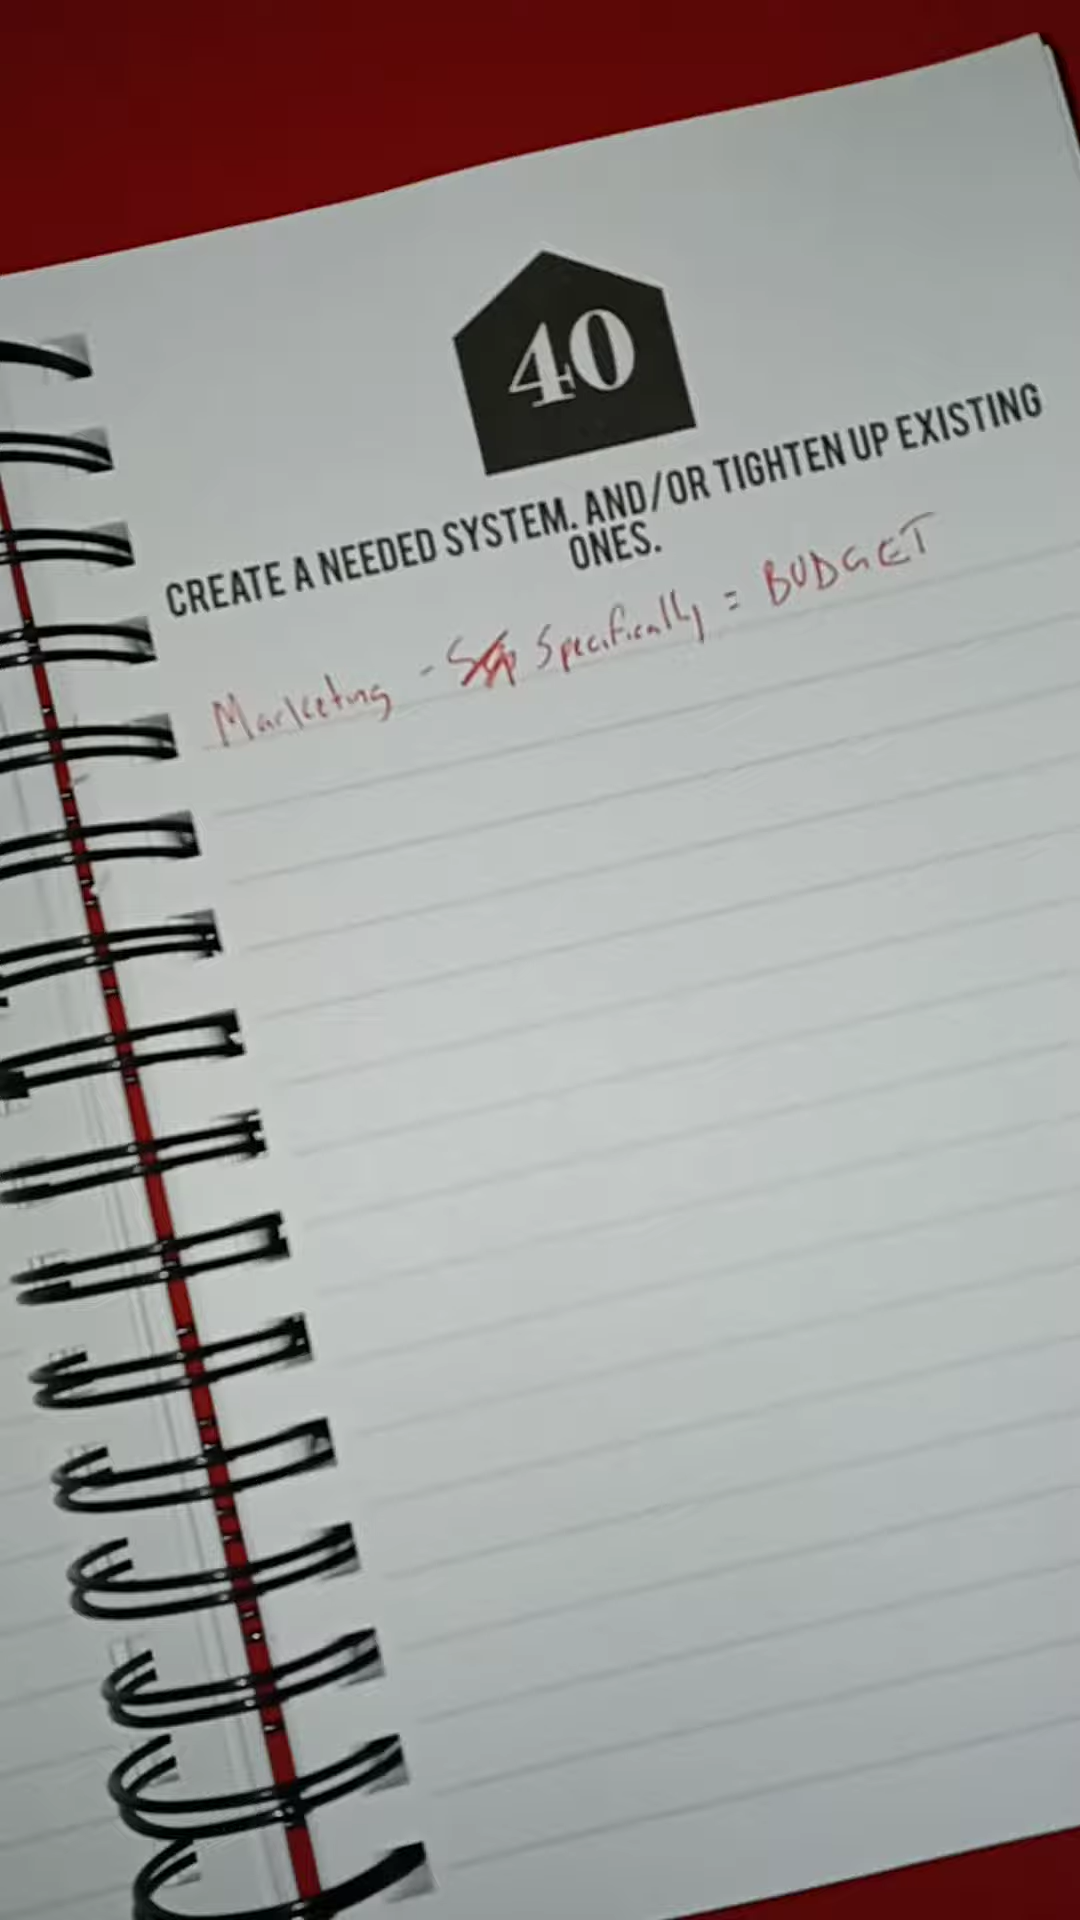 40
CREATE A NEEDED SYSTEM. AND/OR TIGHTEN UP EXISTING
ONES.
Marketing - Specifically = BUDGET